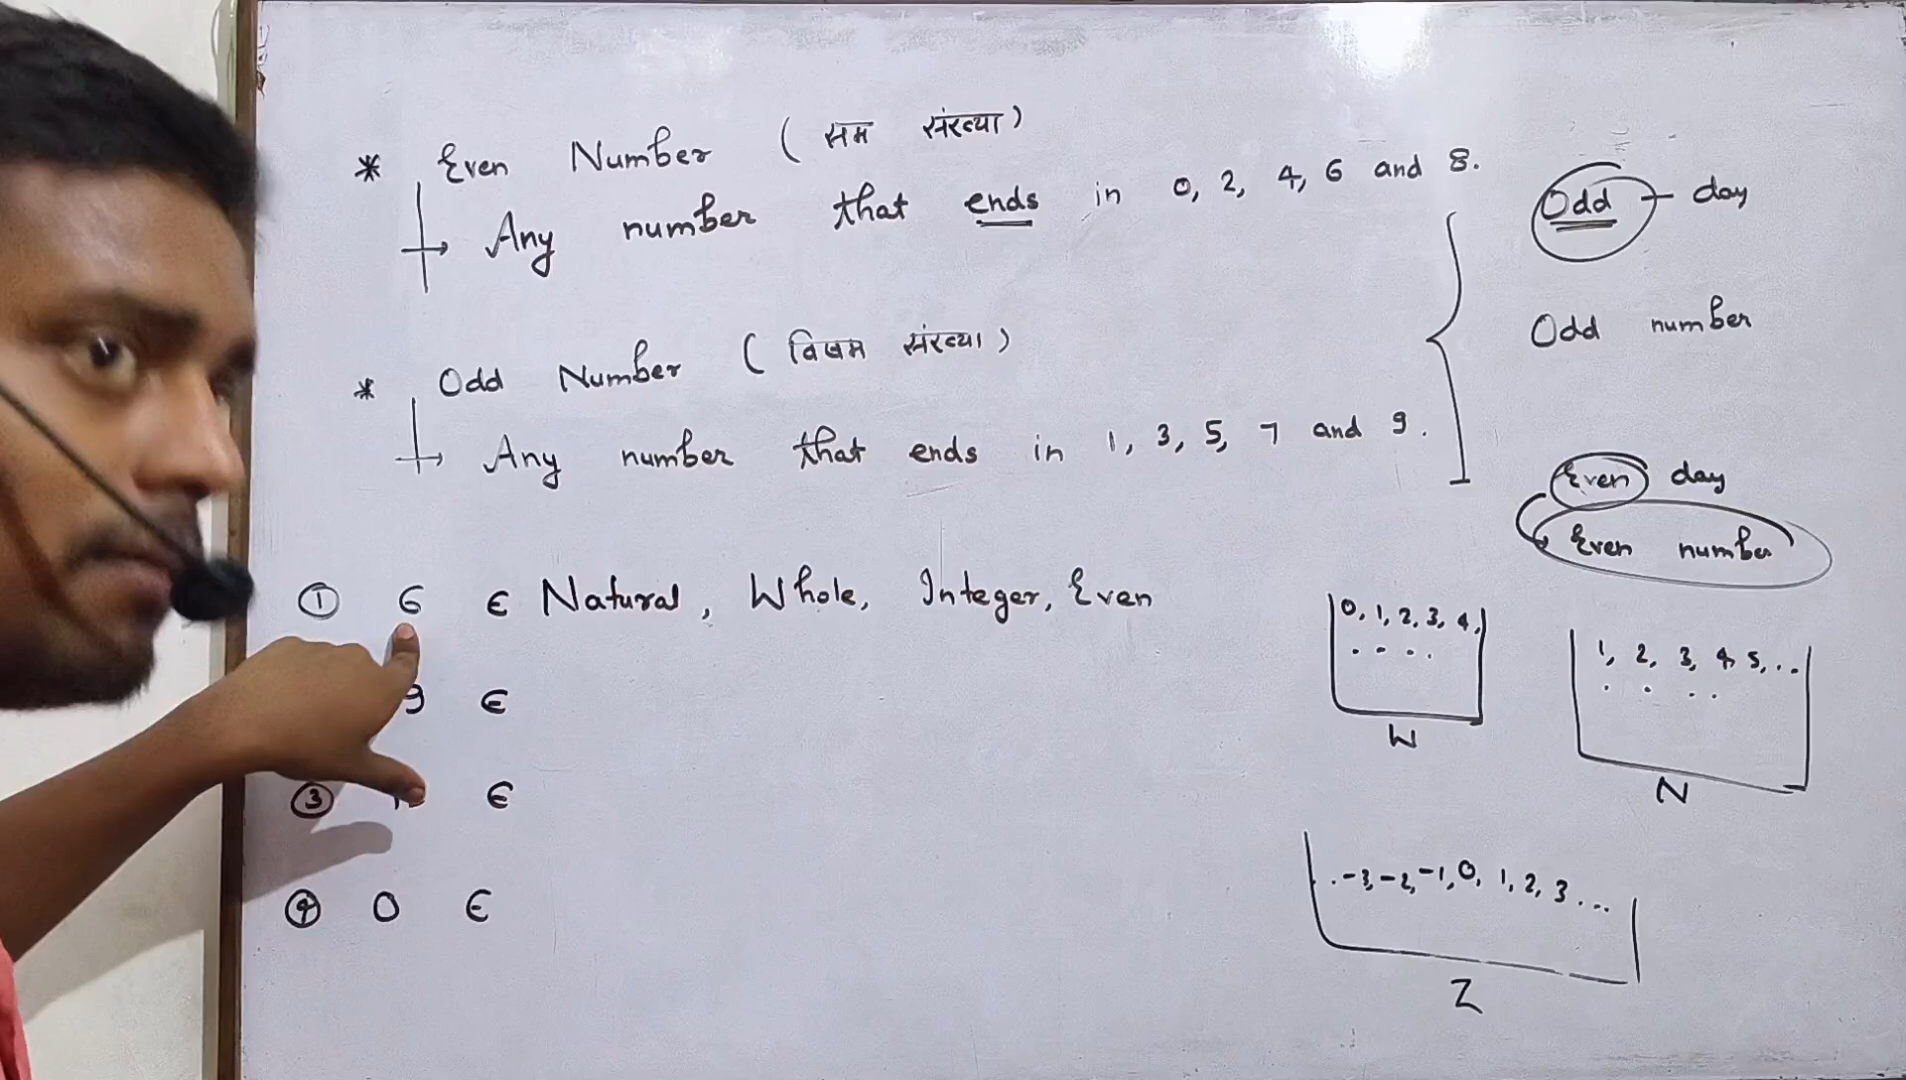 * Even Number (सम संख्या)
→ Any number that ends in 0, 2, 4, 6 and 8.
* Odd Number (विषम संख्या)
→ Any number that ends in 1, 3, 5, 7 and 9.
① 6 ∈ Natural, Whole, Integer, Even
9 ∈
③ ∈
④ 0 ∈
Odd - day
Odd number
Even day
Even number
0, 1, 2, 3, 4,
. . . .
W
1, 2, 3, 4, 5, ...
. . . .
N
..-3, -2, -1, 0, 1, 2, 3...
Z